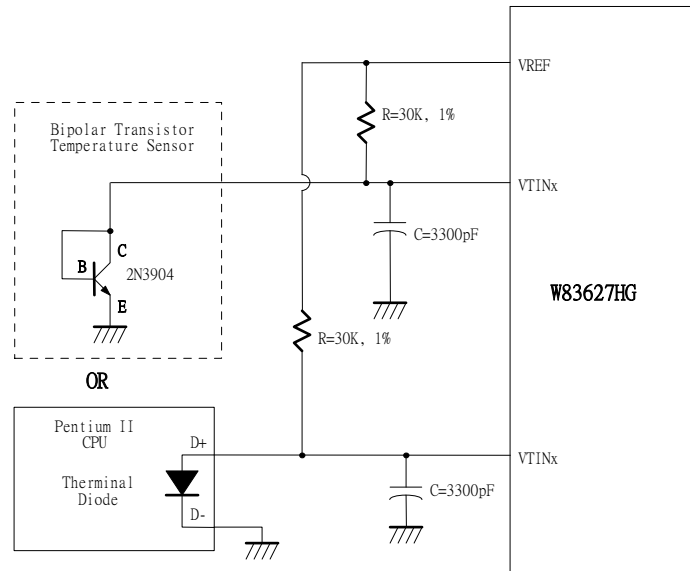 VREF
R=30K, 1%
Bipolar Transistor
Temperature Sensor
VTINx
C
B
2N3904
E
C=3300pF
W83627HG
R=30K, 1%
OR
Pentium II
CPU
D+
VTINx
Therminal
Diode
C=3300pF
D-